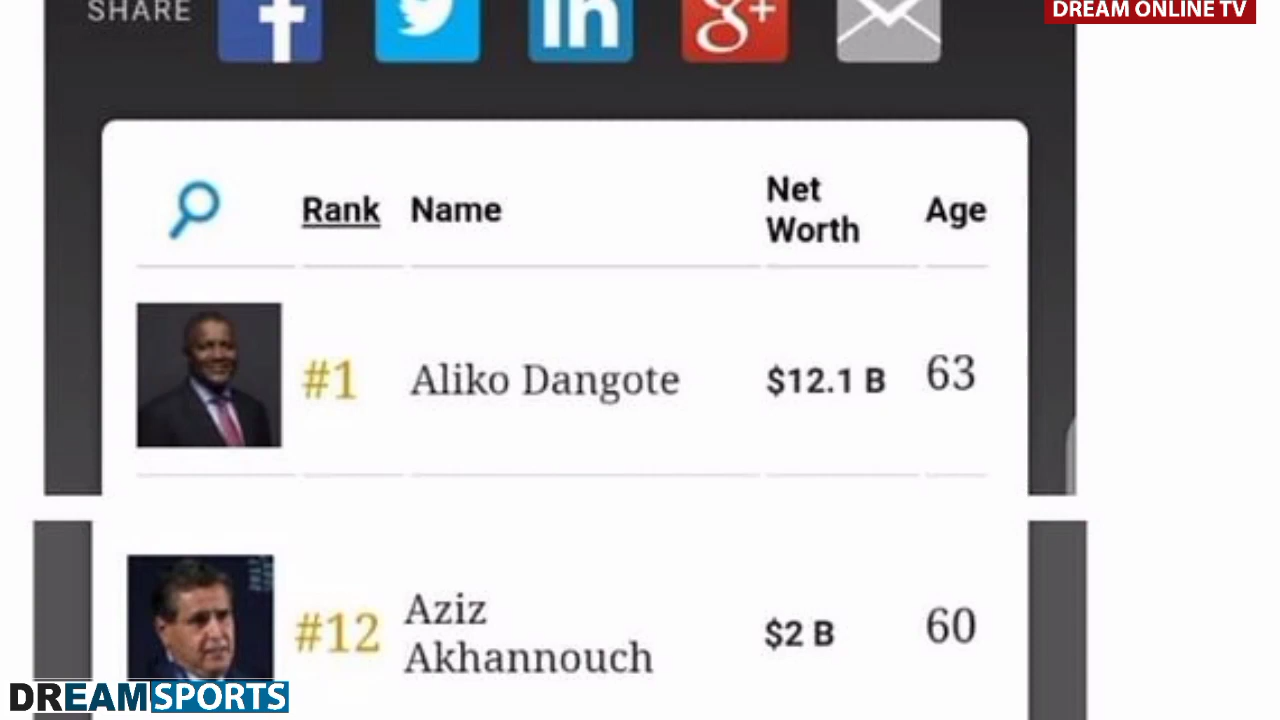 SHARE
DREAM ONLINE TV
f
in
g+
Rank Name Net Worth Age
#1 Aliko Dangote $12.1 B 63
#12 Aziz Akhannouch $2 B 60
DREAMSPORTS